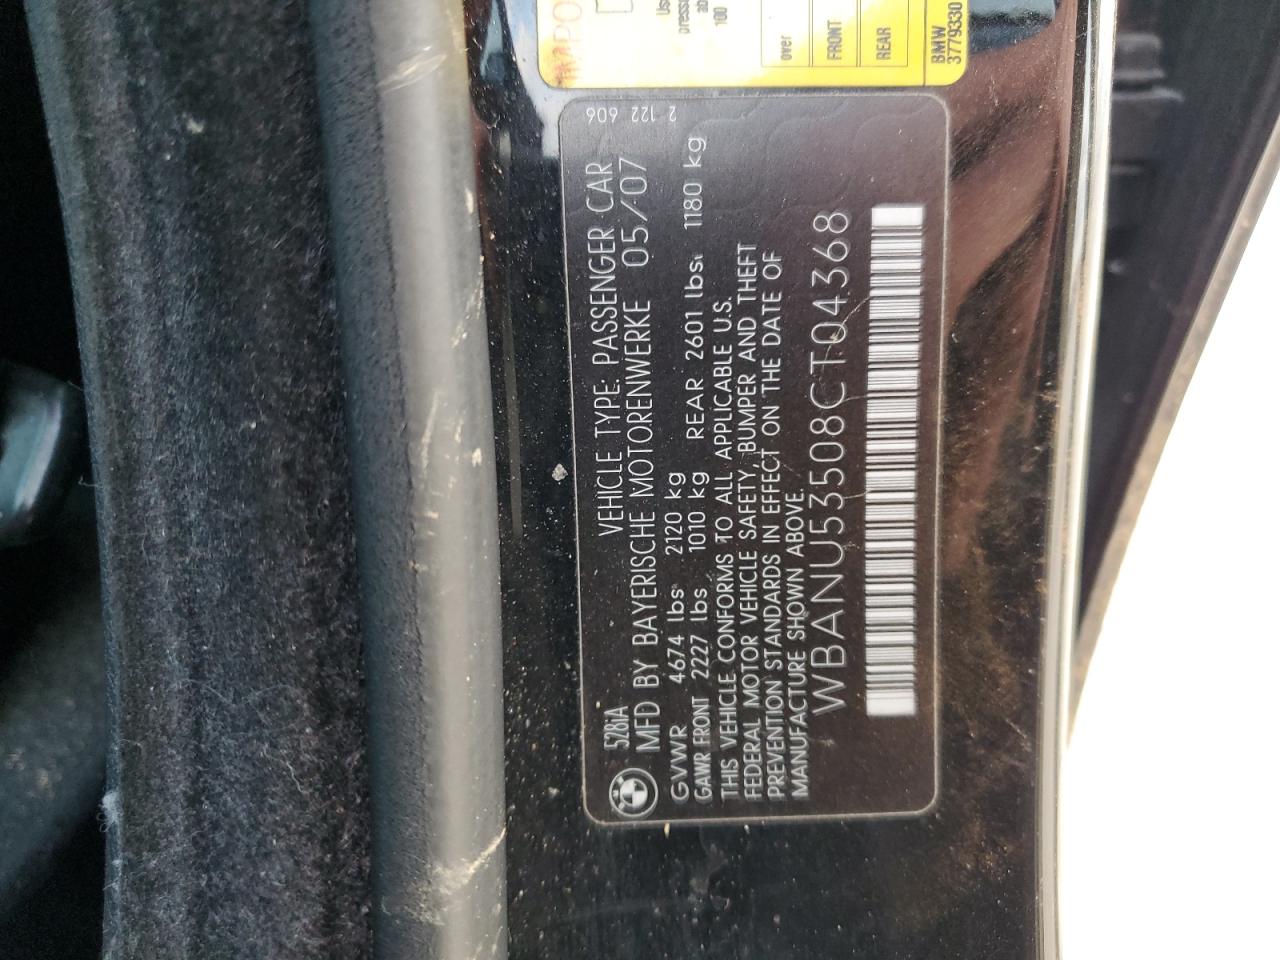 528iA VEHICLE TYPE: PASSENGER CAR
MFD BY BAYERISCHE MOTORENWERKE 05/07
GVWR 4674 lbs 2120 kg
GAWR FRONT 2227 lbs 1010 kg REAR 2601 lbs 1180 kg
THIS VEHICLE CONFORMS TO ALL APPLICABLE U.S.
FEDERAL MOTOR VEHICLE SAFETY, BUMPER AND THEFT
PREVENTION STANDARDS IN EFFECT ON THE DATE OF
MANUFACTURE SHOWN ABOVE.
WBANU53508CT04368
606
122
2
over
FRONT
REAR
BMW
3779330
100